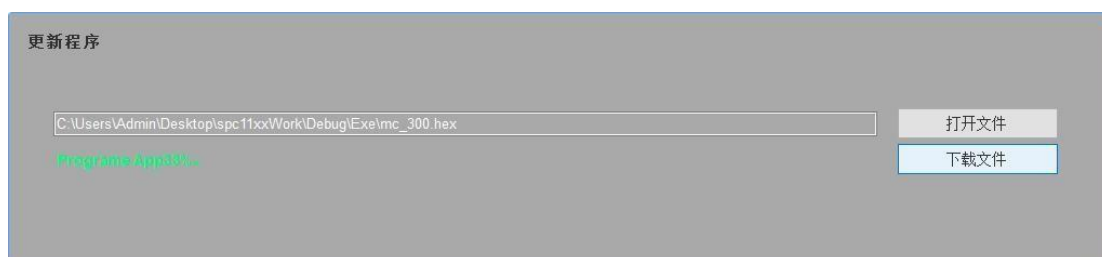 更新程序
C:\Users\Admin\Desktop\spc11xxWork\Debug\Exe\mc_300.hex
打开文件
Programe App33%...
下载文件